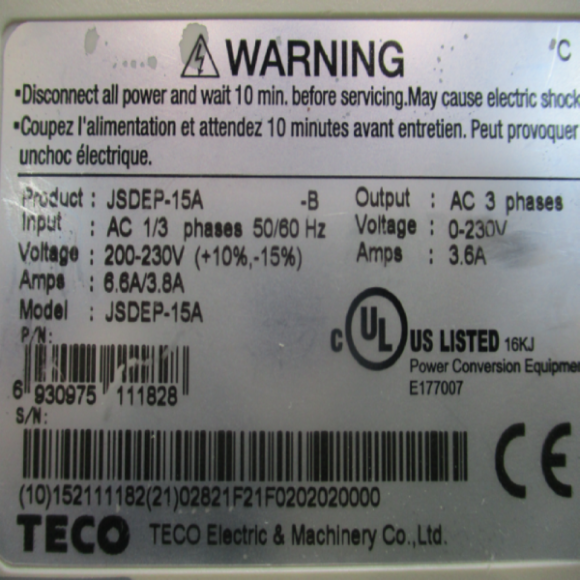 WARNING °C
•Disconnect all power and wait 10 min. before servicing.May cause electric shock
•Coupez l'alimentation et attendez 10 minutes avant entretien. Peut provoquer
unchoc électrique.
Product : JSDEP-15A -B Output : AC 3 phases
Input : AC 1/3 phases 50/60 Hz Voltage : 0-230V
Voltage : 200-230V (+10%,-15%) Amps : 3.6A
Amps : 6.6A/3.8A
Model : JSDEP-15A
P/N:
C UL US LISTED 16KJ
Power Conversion Equipme
E177007
6 930975 111828
S/N:
CE
(10)152111182(21)02821F21F0202020000
TECO TECO Electric & Machinery Co.,Ltd.